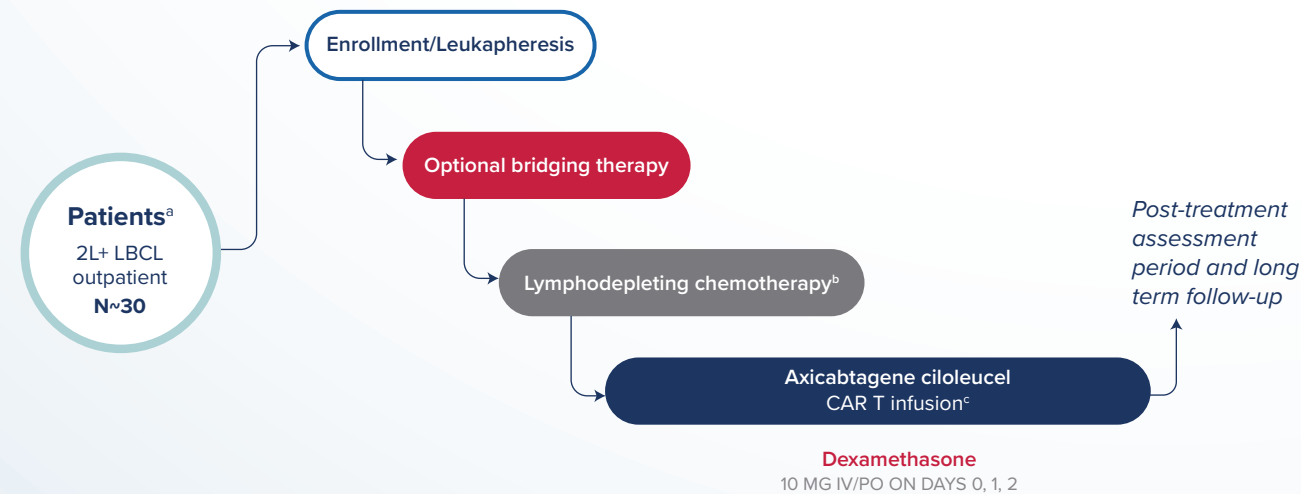 Enrollment/Leukapheresis
Optional bridging therapy
Patientsᵃ
2L+ LBCL
outpatient
N~30
Lymphodepleting chemotherapyᵇ
Axicabtagene ciloleucel
CAR T infusionᶜ
Dexamethasone
10 MG IV/PO ON DAYS 0, 1, 2
Post-treatment
assessment
period and long
term follow-up